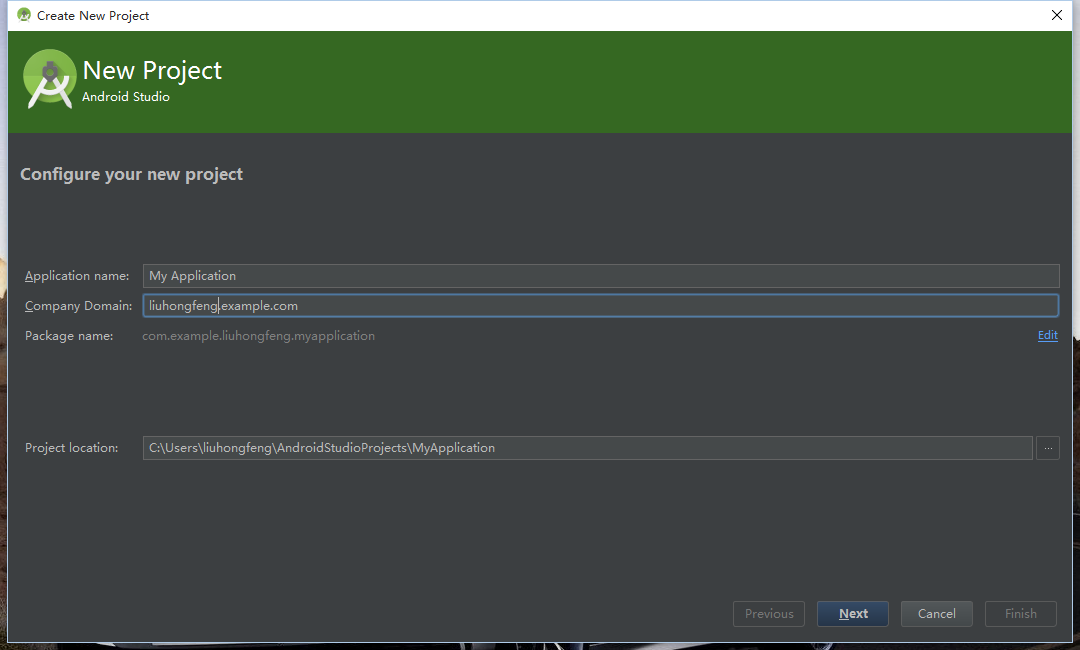 Create New Project
New Project
Android Studio
Configure your new project
Application name: My Application
Company Domain: liuhongfeng.example.com
Package name: com.example.liuhongfeng.myapplication Edit
Project location: C:\Users\liuhongfeng\AndroidStudioProjects\MyApplication ...
Previous Next Cancel Finish